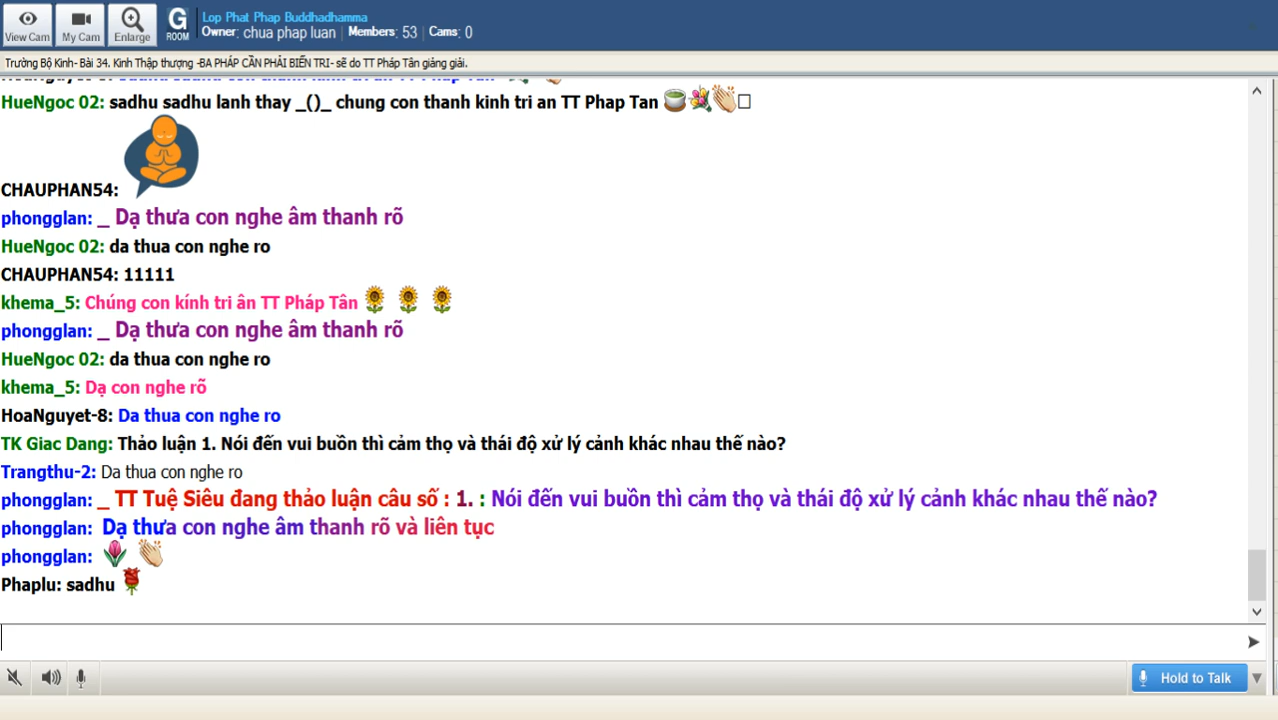 Lop Phat Phap Buddhadhamma
Owner: chua phap luan | Members: 53 | Cams: 0
View Cam
My Cam
Enlarge
G
ROOM
Trường Bộ Kinh- Bài 34. Kinh Thập thượng -BA PHÁP CẦN PHẢI BIẾN TRI- sẽ do TT Pháp Tân giảng giải.
HueNgoc 02: sadhu sadhu lanh thay _()_ chung con thanh kinh tri an TT Phap Tan
CHAUPHAN54:
phongglan: _ Dạ thưa con nghe âm thanh rõ
HueNgoc 02: da thua con nghe ro
CHAUPHAN54: 11111
khema_5: Chúng con kính tri ân TT Pháp Tân
phongglan: _ Dạ thưa con nghe âm thanh rõ
HueNgoc 02: da thua con nghe ro
khema_5: Dạ con nghe rõ
HoaNguyet-8: Da thua con nghe ro
TK Giac Dang: Thảo luận 1. Nói đến vui buồn thì cảm thọ và thái độ xử lý cảnh khác nhau thế nào?
Trangthu-2: Da thua con nghe ro
phongglan: _ TT Tuệ Siêu đang thảo luận câu số : 1. : Nói đến vui buồn thì cảm thọ và thái độ xử lý cảnh khác nhau thế nào?
phongglan: Dạ thưa con nghe âm thanh rõ và liên tục
phongglan:
Phaplu: sadhu
Hold to Talk